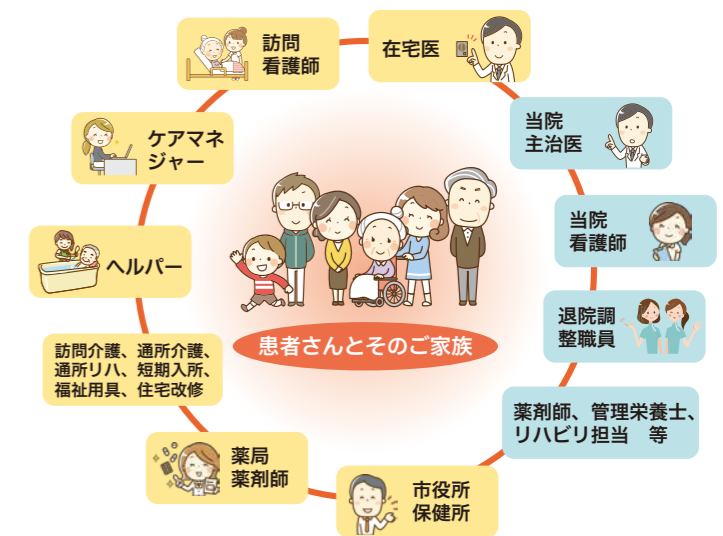 訪問
看護師
在宅医
当院
主治医
ケアマネ
ジャー
当院
看護師
ヘルパー
退院調
整職員
患者さんとそのご家族
訪問介護、通所介護、
通所リハ、短期入所、
福祉用具、住宅改修
薬剤師、管理栄養士、
リハビリ担当　等
薬局
薬剤師
市役所
保健所